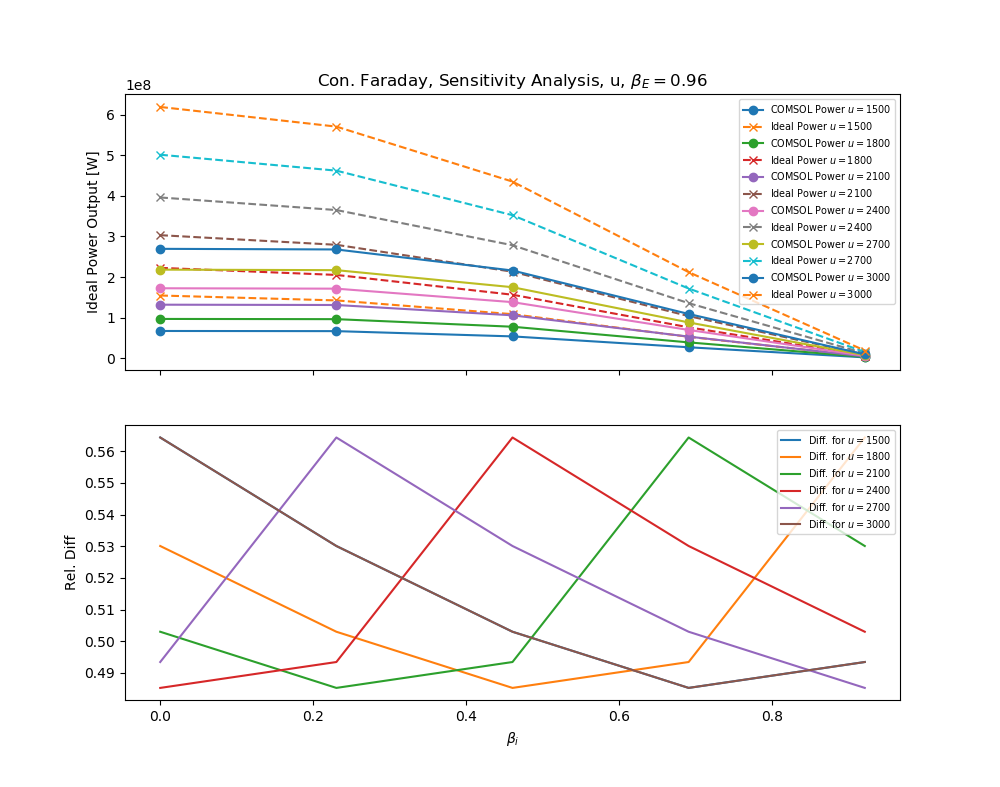 Con. Faraday, Sensitivity Analysis, u, β_E = 0.96
1e8
6
5
4
3
2
1
0
Ideal Power Output [W]
COMSOL Power u = 1500
Ideal Power u = 1500
COMSOL Power u = 1800
Ideal Power u = 1800
COMSOL Power u = 2100
Ideal Power u = 2100
COMSOL Power u = 2400
Ideal Power u = 2400
COMSOL Power u = 2700
Ideal Power u = 2700
COMSOL Power u = 3000
Ideal Power u = 3000
0.56
0.55
0.54
0.53
0.52
0.51
0.50
0.49
Rel. Diff
Diff. for u = 1500
Diff. for u = 1800
Diff. for u = 2100
Diff. for u = 2400
Diff. for u = 2700
Diff. for u = 3000
0.0 0.2 0.4 0.6 0.8
β_i